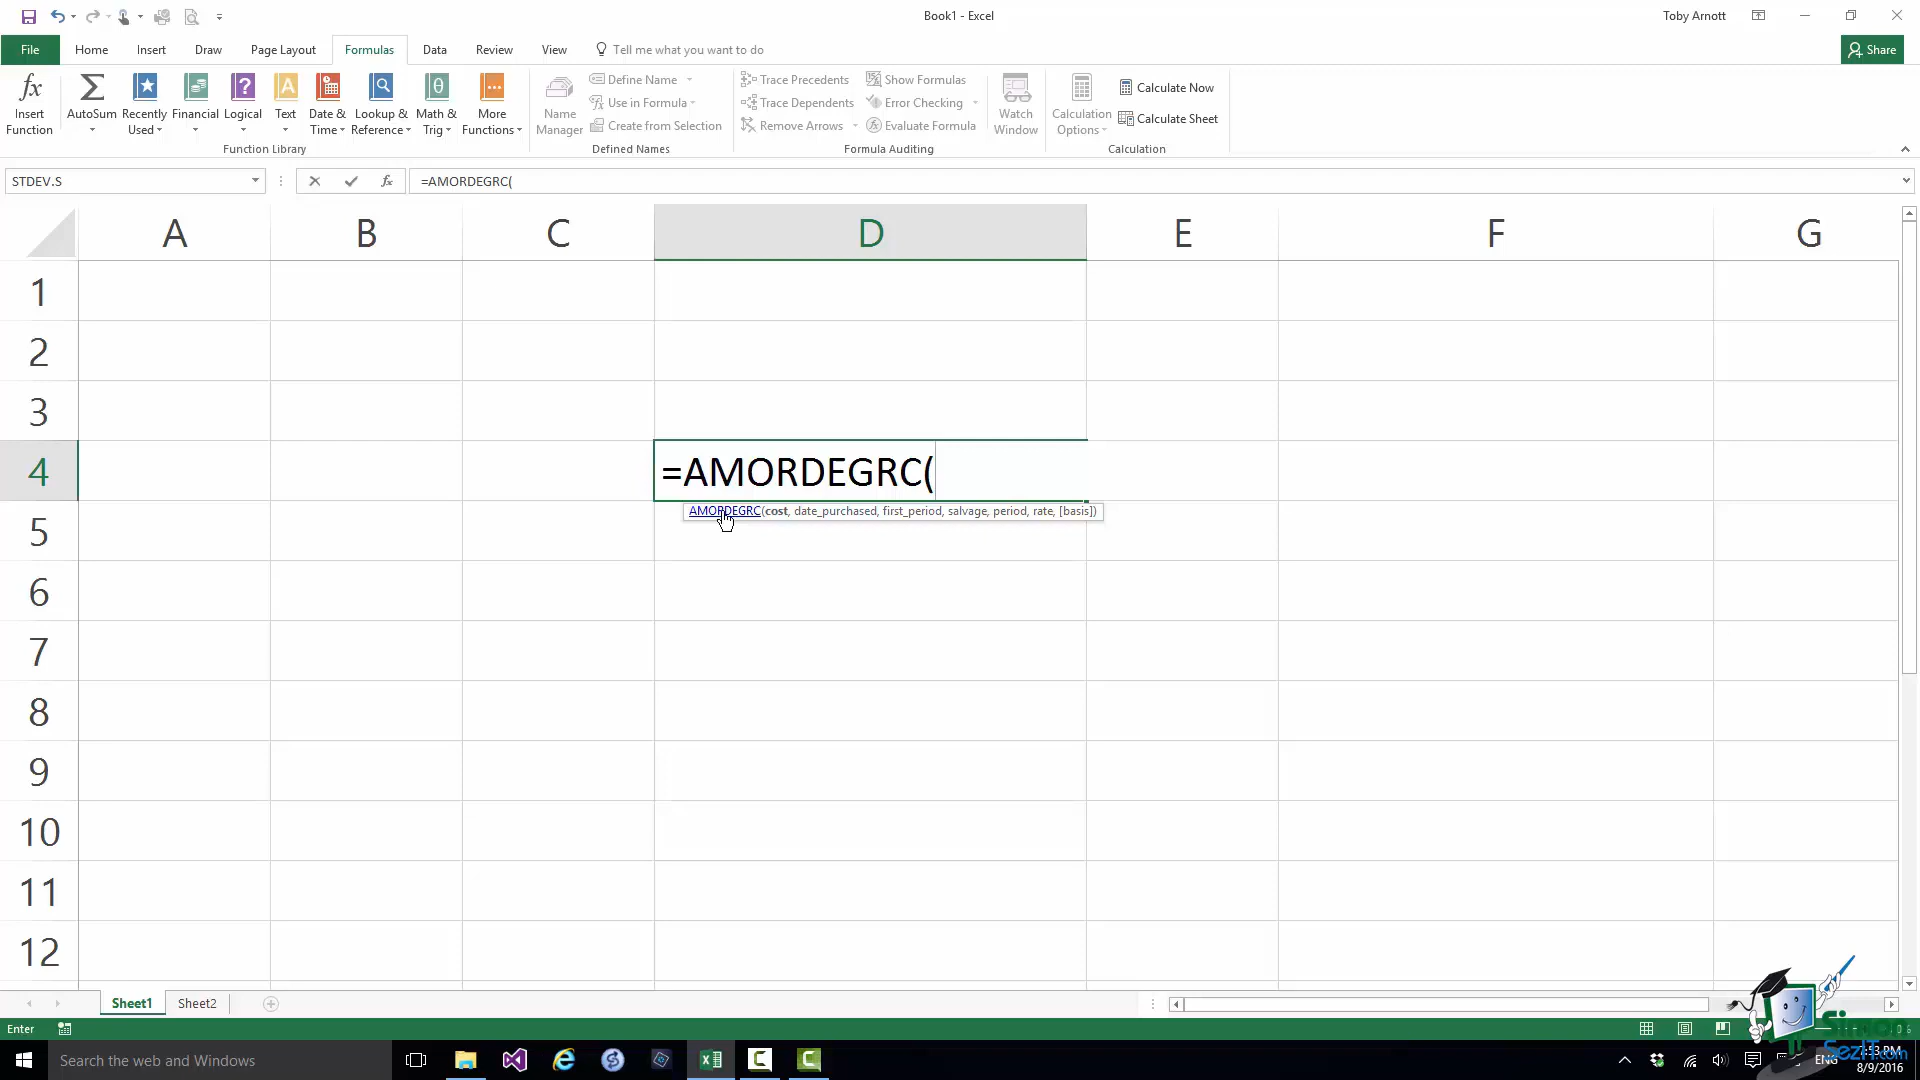 Book1 - Excel
Toby Arnott
File Home Insert Draw Page Layout Formulas Data Review View Tell me what you want to do Share
fx Insert Function
AutoSum
Recently Used
Financial
Logical
Text
Date & Time
Lookup & Reference
Math & Trig
More Functions
Function Library
Name Manager
Define Name
Use in Formula
Create from Selection
Defined Names
Trace Precedents
Trace Dependents
Remove Arrows
Show Formulas
Error Checking
Evaluate Formula
Formula Auditing
Watch Window
Calculation Options
Calculate Now
Calculate Sheet
Calculation
STDEV.S fx =AMORDEGRC(
A B C D E F G
1
2
3
4 =AMORDEGRC(
AMORDEGRC(cost, date_purchased, first_period, salvage, period, rate, [basis])
5
6
7
8
9
10
11
12
Sheet1 Sheet2
Enter
Search the web and Windows
ENG
8/9/2016
Simon
SezIT.com